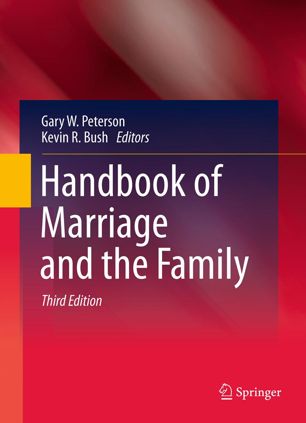 Gary W. Peterson
Kevin R. Bush Editors
Handbook of
Marriage
and the Family
Third Edition
Springer